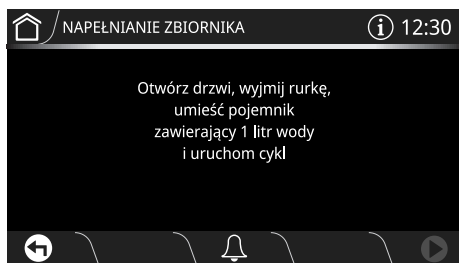 NAPEŁNIANIE ZBIORNIKA
i 12:30
Otwórz drzwi, wyjmij rurkę,
umieść pojemnik
zawierający 1 litr wody
i uruchom cykl